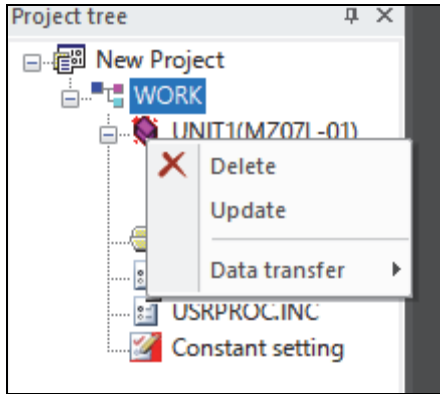 Project tree
New Project
WORK
UNIT1(MZ07L-01)
Delete
Update
Data transfer
USRPROC.INC
Constant setting